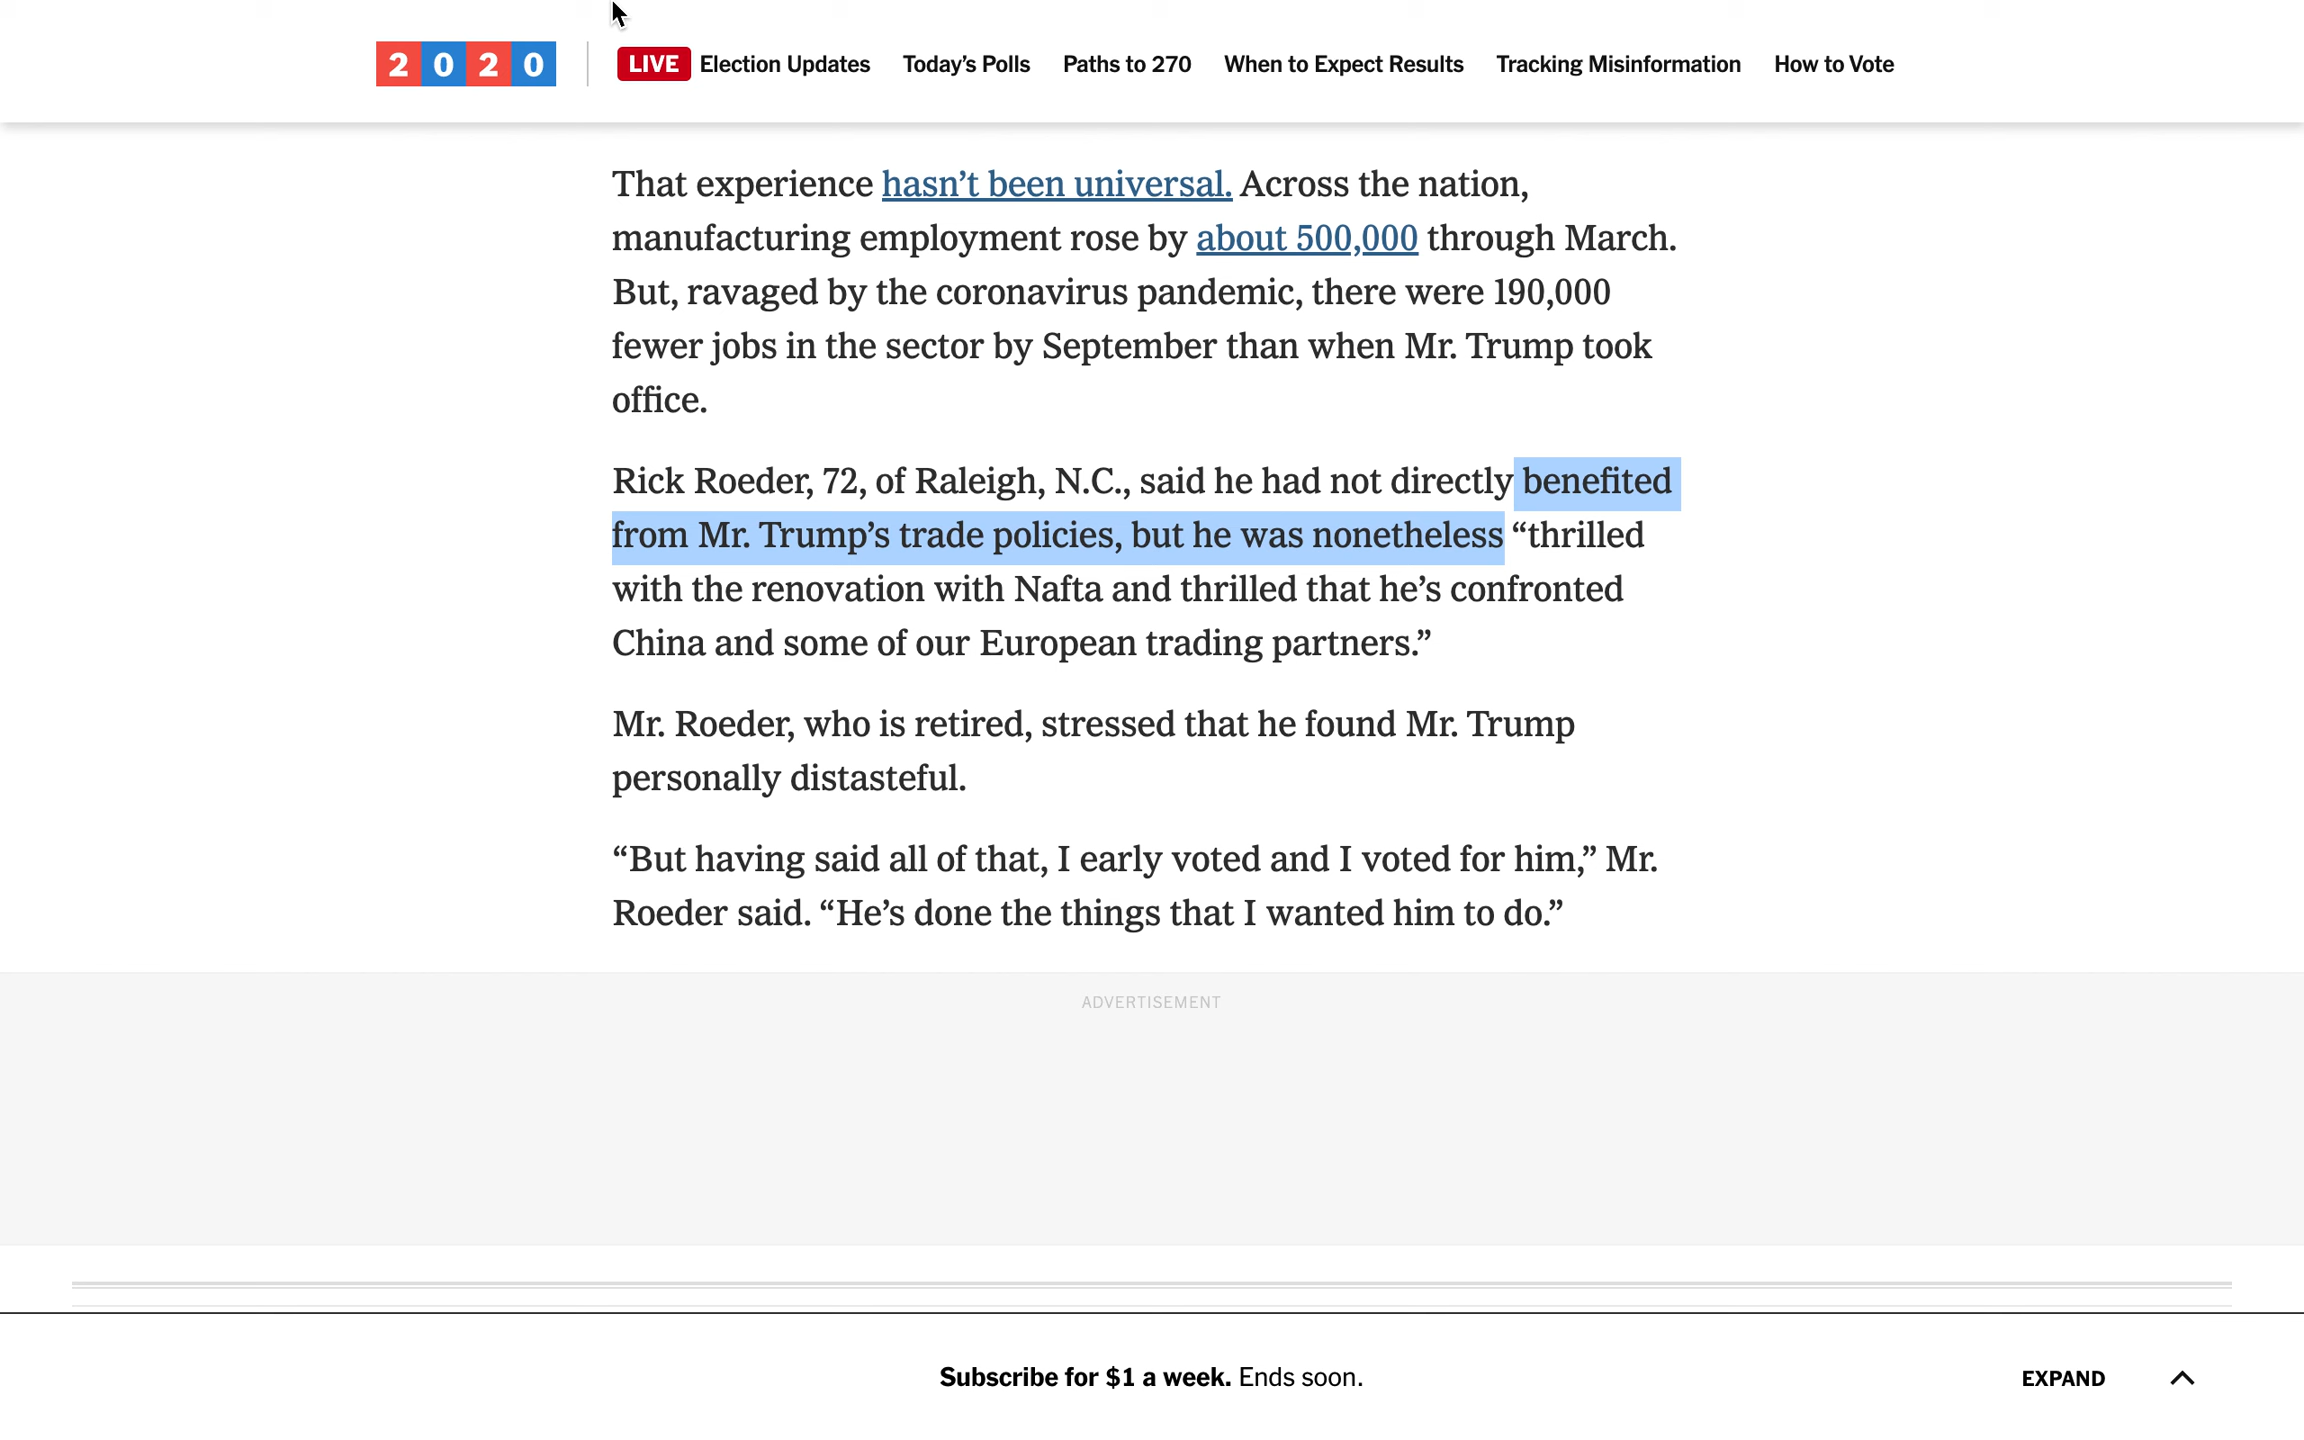 2020
LIVE Election Updates Today’s Polls Paths to 270 When to Expect Results Tracking Misinformation How to Vote
That experience hasn’t been universal. Across the nation,
manufacturing employment rose by about 500,000 through March.
But, ravaged by the coronavirus pandemic, there were 190,000
fewer jobs in the sector by September than when Mr. Trump took
office.
Rick Roeder, 72, of Raleigh, N.C., said he had not directly benefited
from Mr. Trump’s trade policies, but he was nonetheless “thrilled
with the renovation with Nafta and thrilled that he’s confronted
China and some of our European trading partners.”
Mr. Roeder, who is retired, stressed that he found Mr. Trump
personally distasteful.
“But having said all of that, I early voted and I voted for him,” Mr.
Roeder said. “He’s done the things that I wanted him to do.”
ADVERTISEMENT
Subscribe for $1 a week. Ends soon.
EXPAND